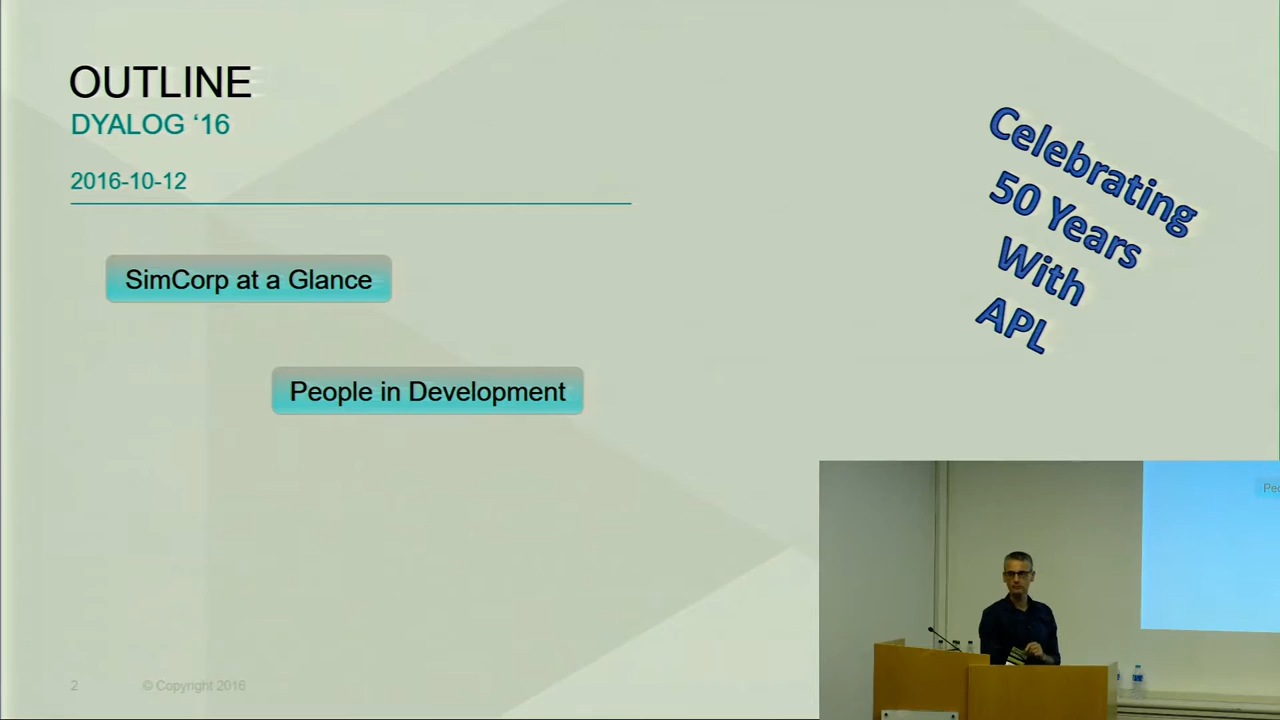 OUTLINE
DYALOG ‘16
2016-10-12
Celebrating
50 Years
With
APL
SimCorp at a Glance
People in Development
2 © Copyright 2016